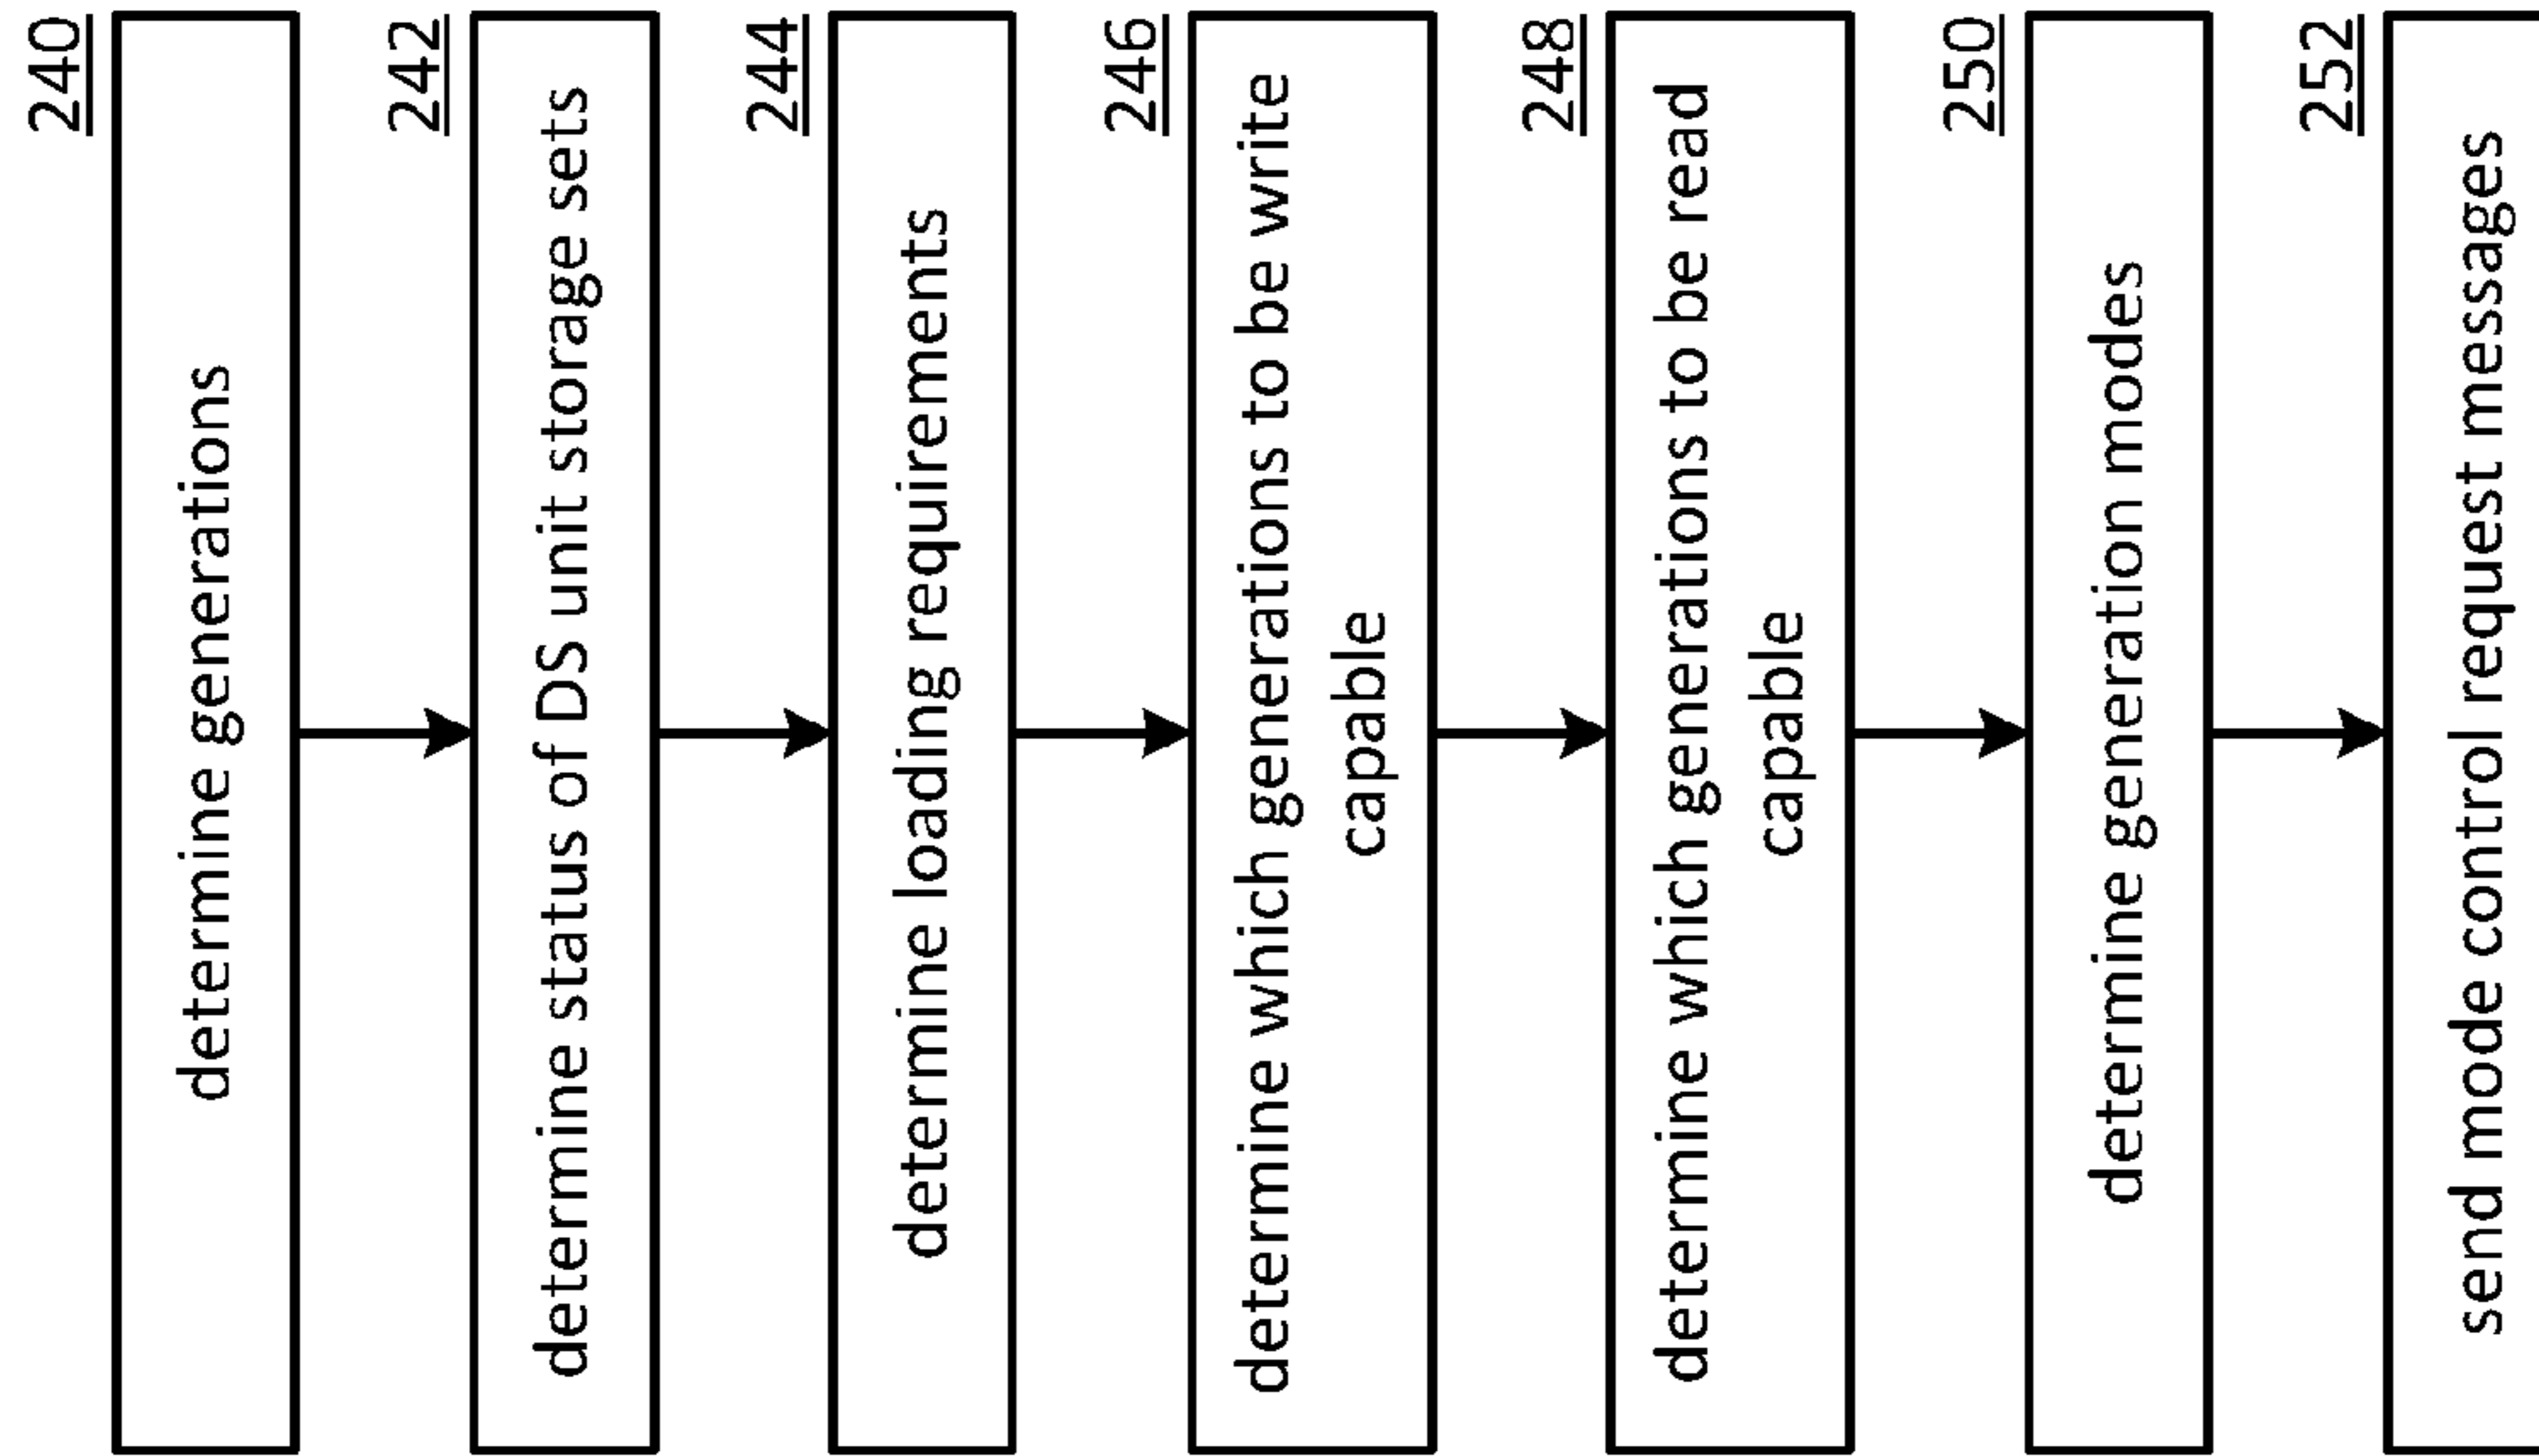 240
determine generations
242
determine status of DS unit storage sets
244
determine loading requirements
246
determine which generations to be write
capable
248
determine which generations to be read
capable
250
determine generation modes
252
send mode control request messages